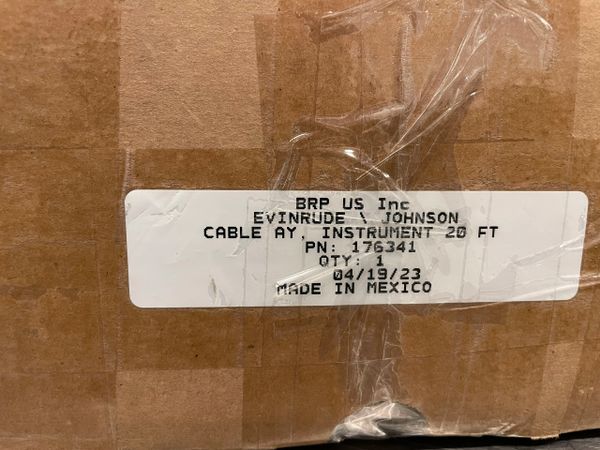 BRP US Inc
EVINRUDE \ JOHNSON
CABLE AY, INSTRUMENT 20 FT
PN: 176341
QTY: 1
04/19/23
MADE IN MEXICO